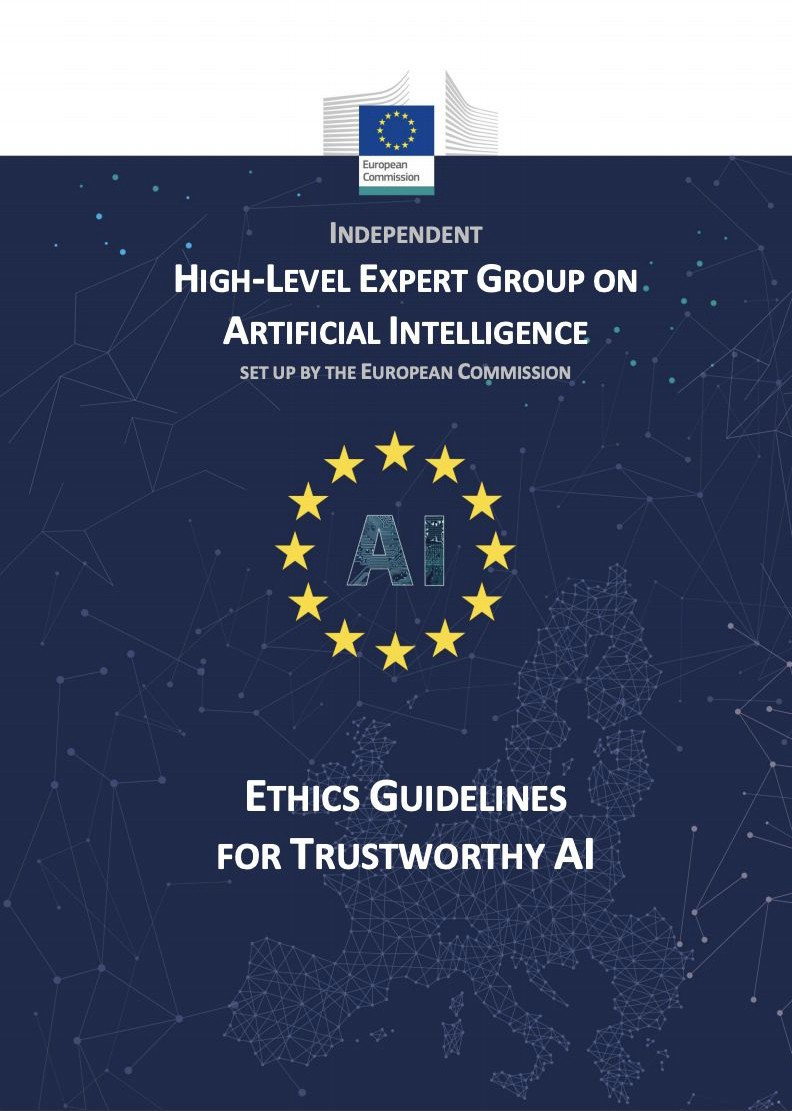 European
Commission
INDEPENDENT
HIGH-LEVEL EXPERT GROUP ON
ARTIFICIAL INTELLIGENCE
SET UP BY THE EUROPEAN COMMISSION
AI
ETHICS GUIDELINES
FOR TRUSTWORTHY AI